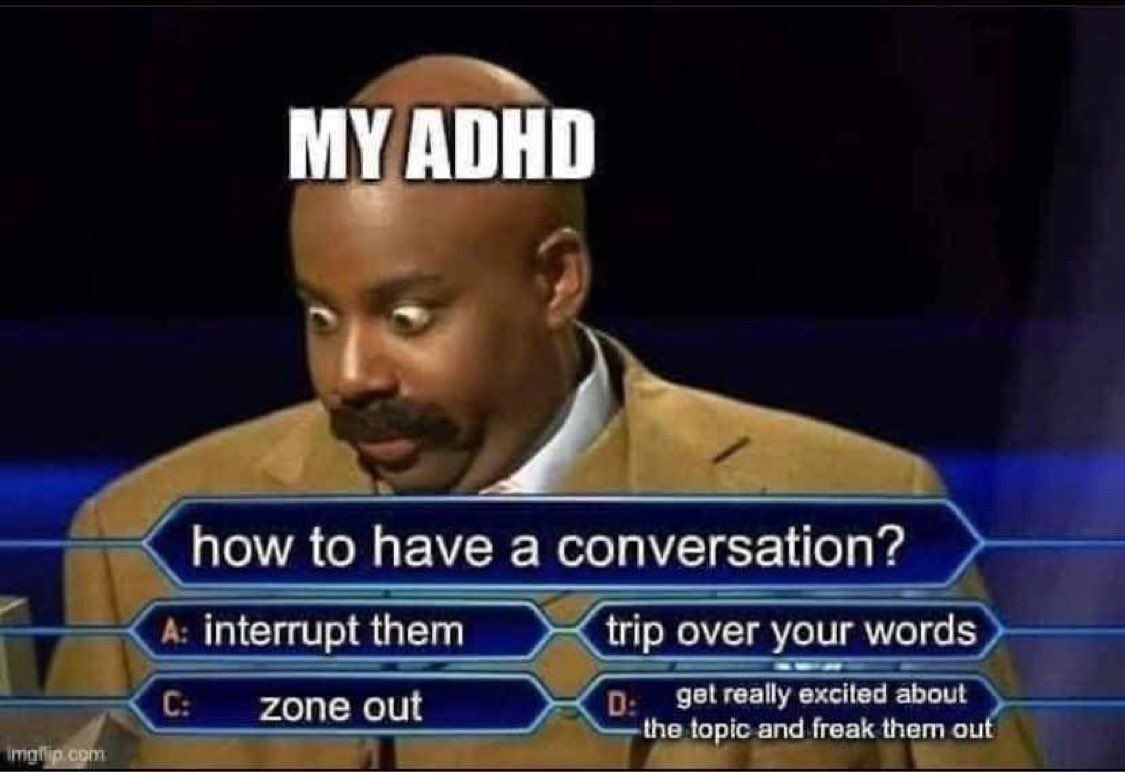 MY ADHD
how to have a conversation?
A: interrupt them
trip over your words
C: zone out
D: get really excited about
the topic and freak them out
imgflip.com